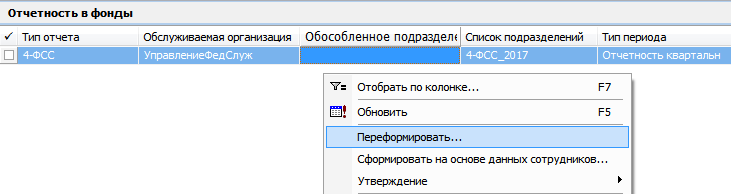 Отчетность в фонды
✓ Тип отчета Обслуживаемая организация Обособленное подразделе Список подразделений Тип периода
4-ФСС УправлениеФедСлуж 4-ФСС_2017 Отчетность квартальн
Отобрать по колонке... F7
Обновить F5
Переформировать...
Сформировать на основе данных сотрудников...
Утверждение